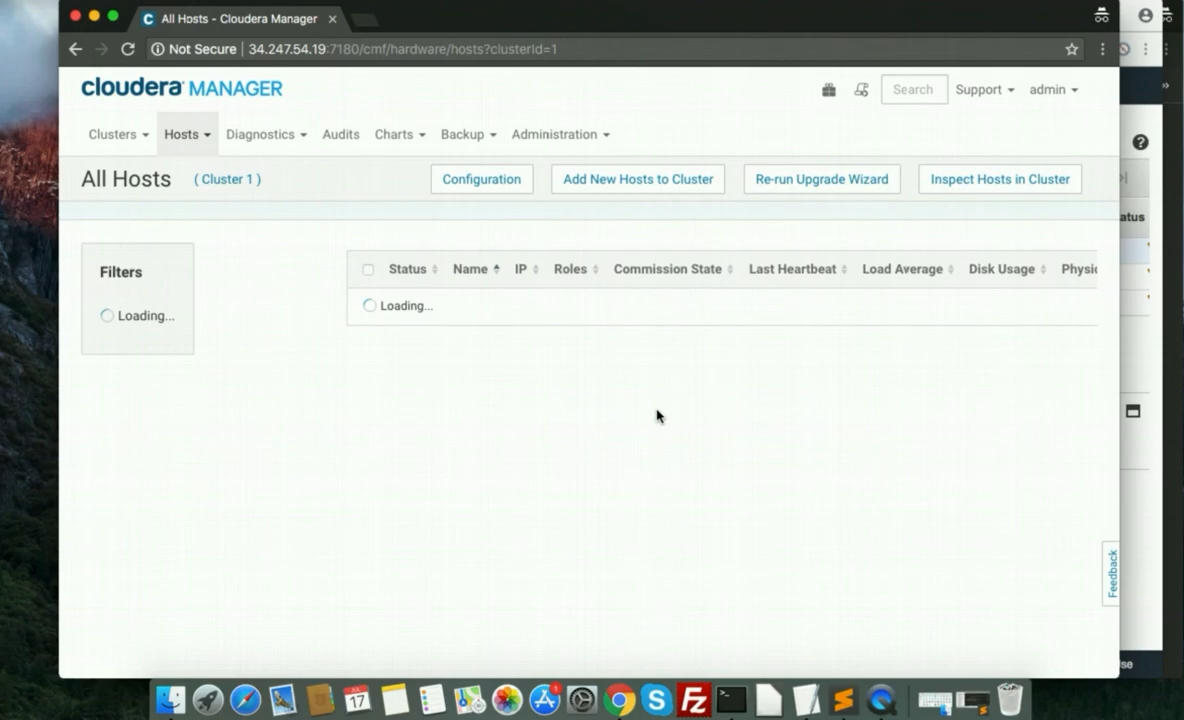 All Hosts - Cloudera Manager
Not Secure | 34.247.54.19:7180/cmf/hardware/hosts?clusterId=1
cloudera MANAGER
Search
Support
admin
Clusters
Hosts
Diagnostics
Audits
Charts
Backup
Administration
All Hosts
( Cluster 1 )
Configuration
Add New Hosts to Cluster
Re-run Upgrade Wizard
Inspect Hosts in Cluster
atus
Filters
Loading...
Status
Name
IP
Roles
Commission State
Last Heartbeat
Load Average
Disk Usage
Physic
Loading...
Feedback
se
17